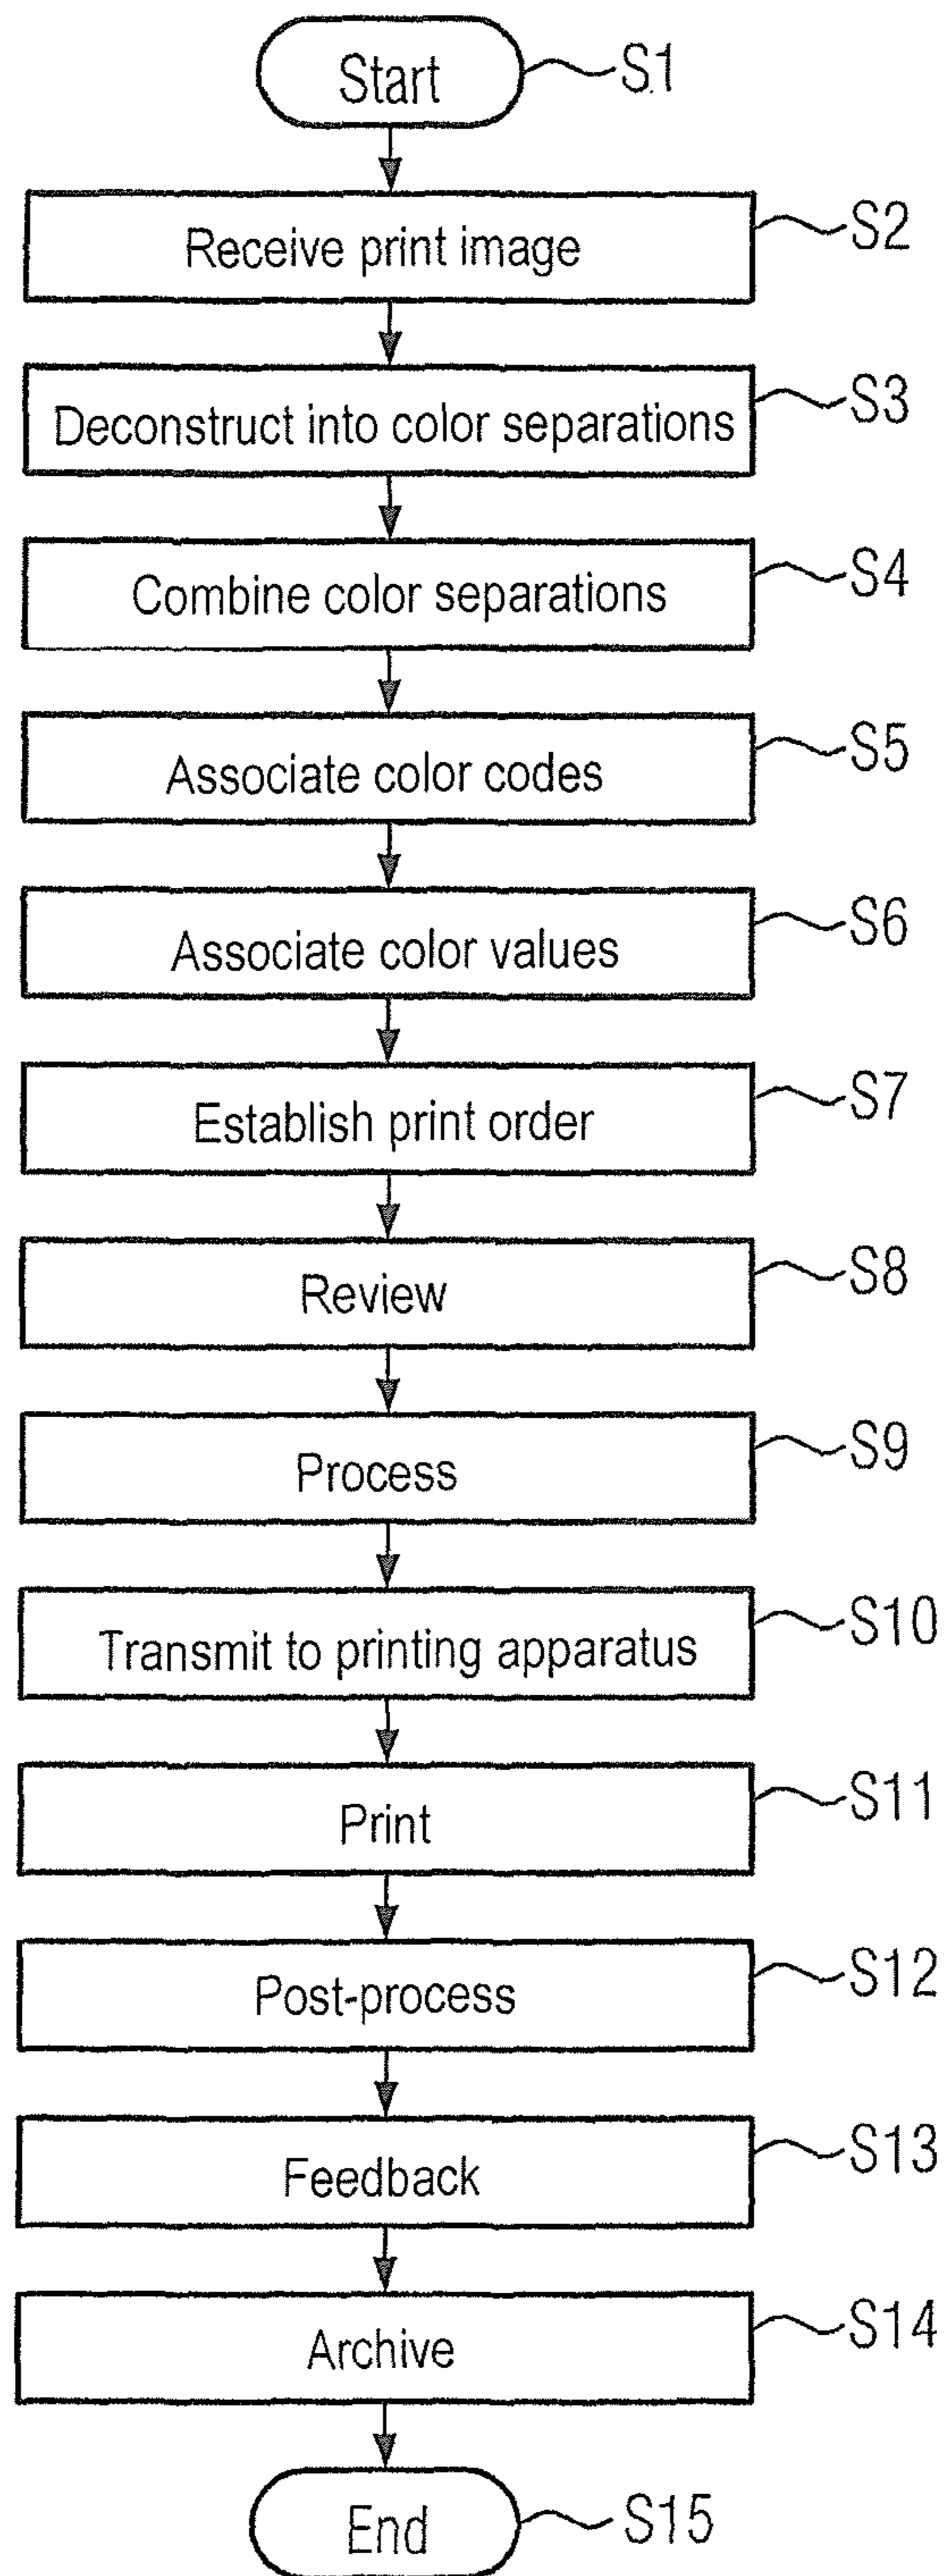 Start S1
Receive print image S2
Deconstruct into color separations S3
Combine color separations S4
Associate color codes S5
Associate color values S6
Establish print order S7
Review S8
Process S9
Transmit to printing apparatus S10
Print S11
Post-process S12
Feedback S13
Archive S14
End S15